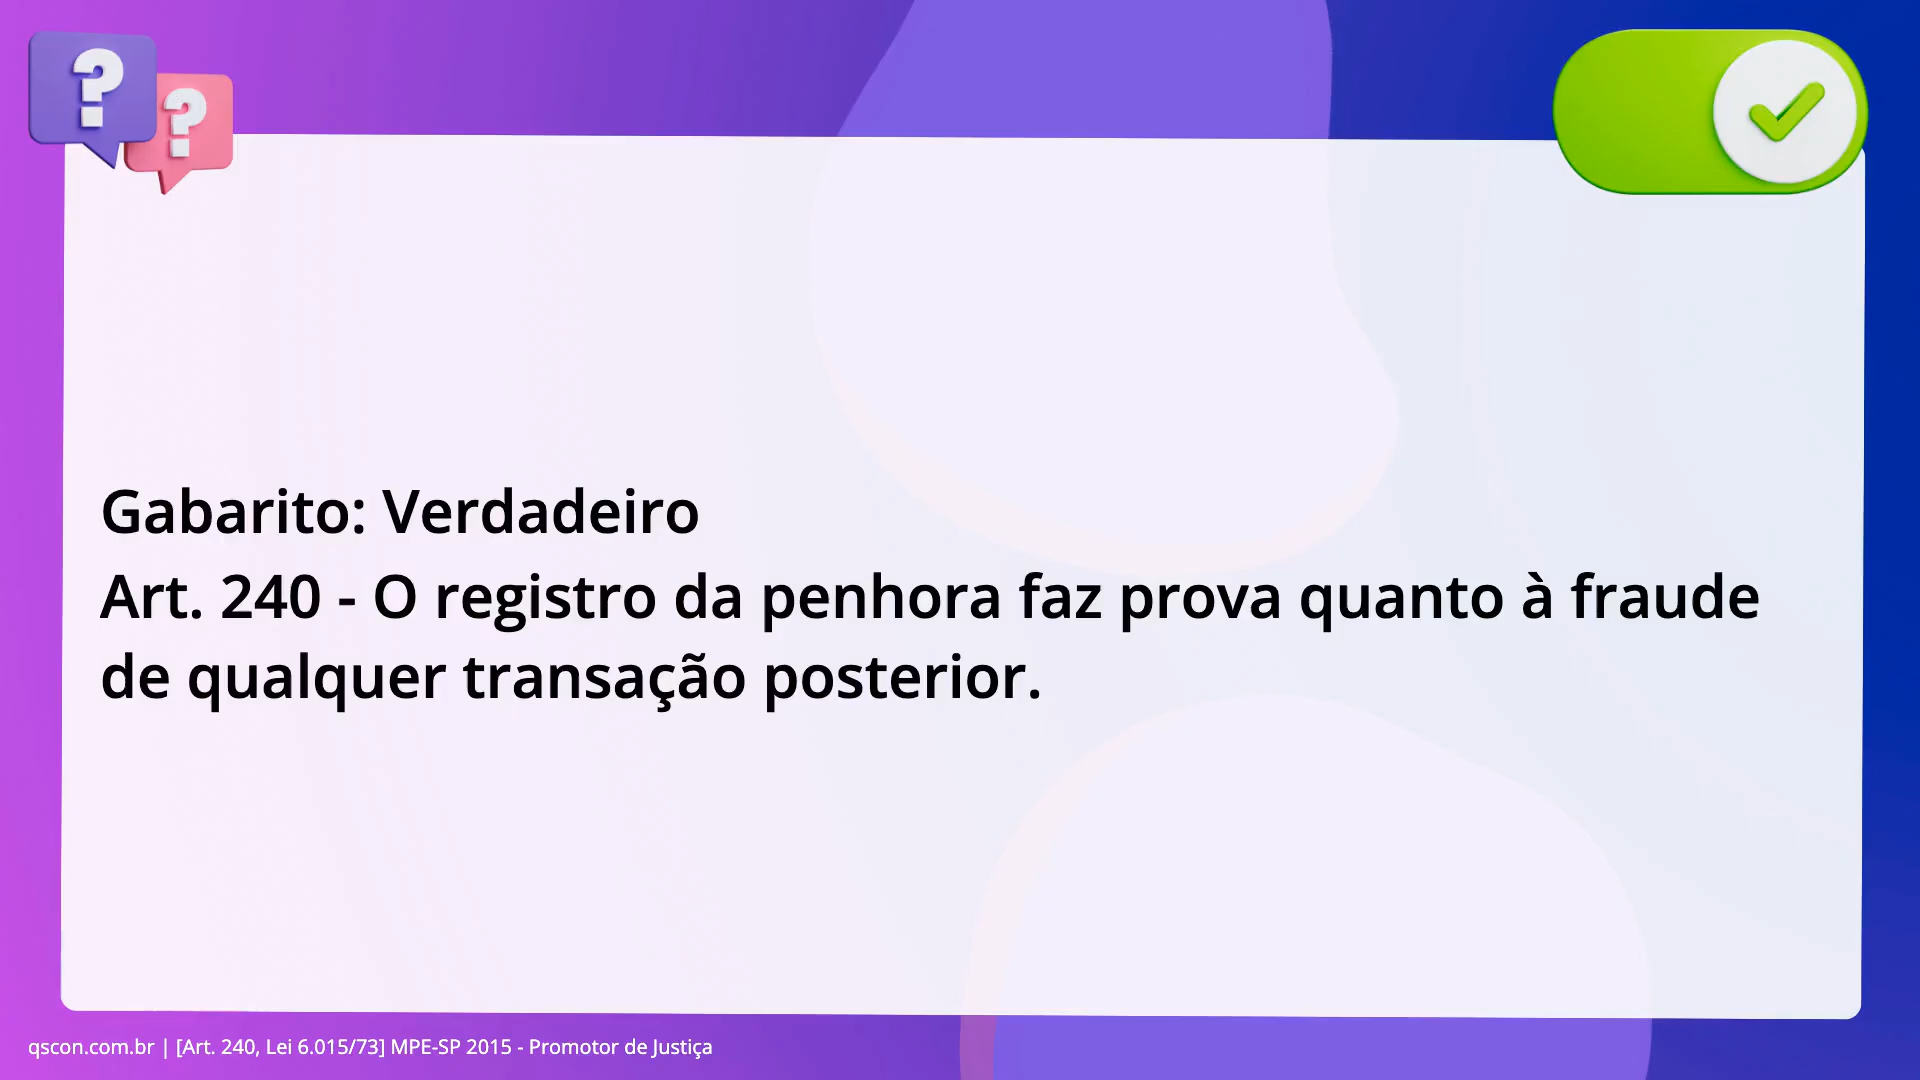 Gabarito: Verdadeiro
Art. 240 - O registro da penhora faz prova quanto à fraude
de qualquer transação posterior.
qscon.com.br | [Art. 240, Lei 6.015/73] MPE-SP 2015 - Promotor de Justiça